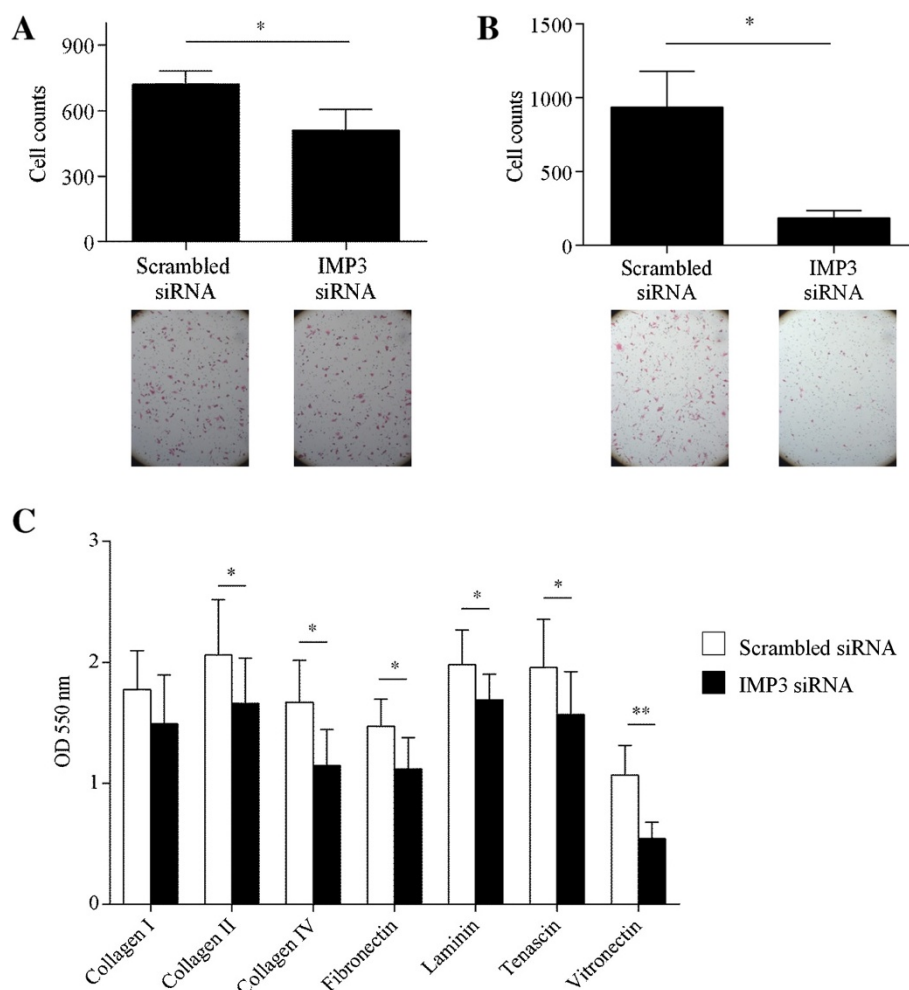 A
*
900
600
300
0
Cell counts
Scrambled
siRNA
IMP3
siRNA
B
*
1500
1000
500
0
Cell counts
Scrambled
siRNA
IMP3
siRNA
C
3
2
1
0
OD 550 nm
*
*
*
*
*
**
Scrambled siRNA
IMP3 siRNA
Collagen I
Collagen II
Collagen IV
Fibronectin
Laminin
Tenascin
Vitronectin